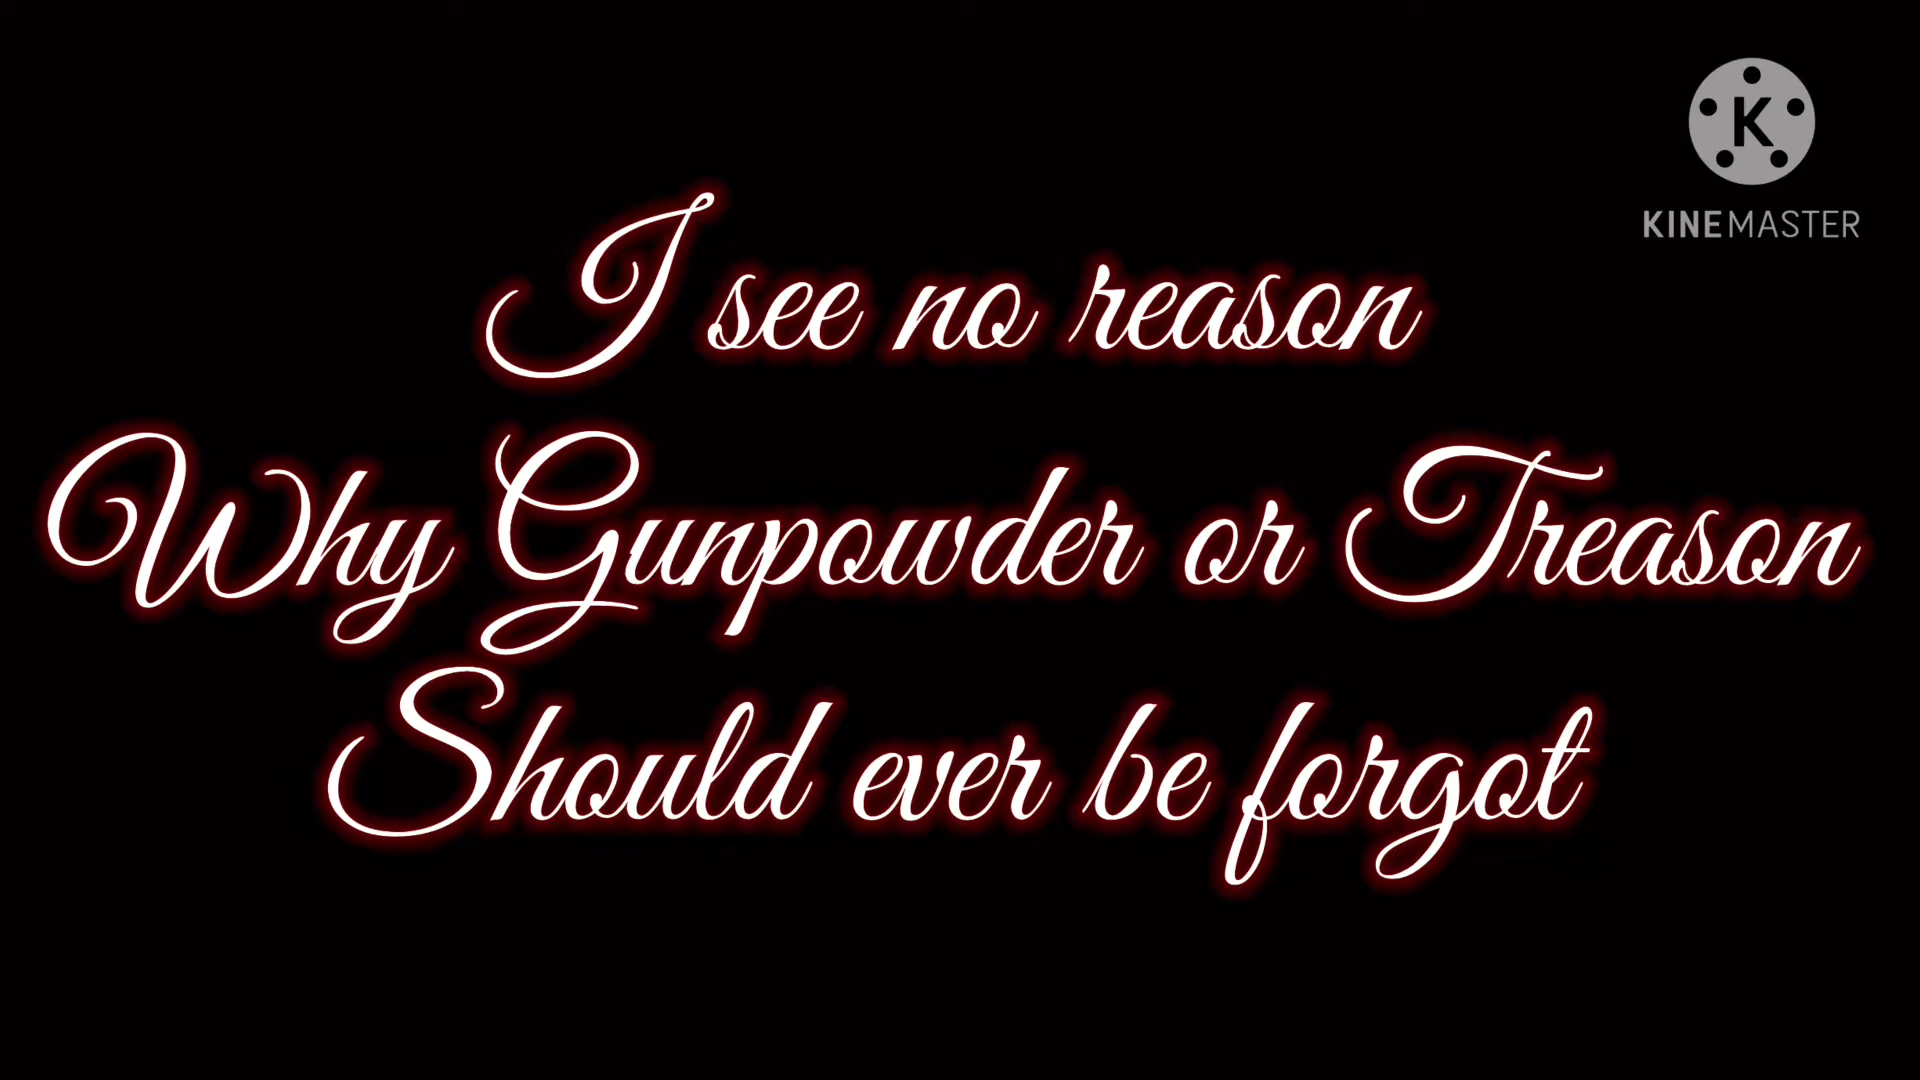 K
KINEMASTER
I see no reason
Why Gunpowder or Treason
Should ever be forgot